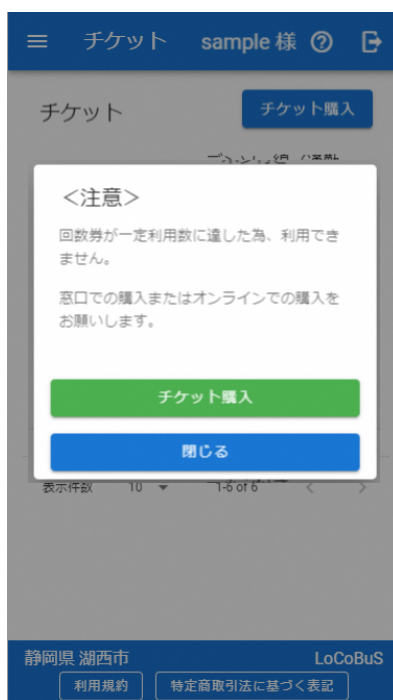 チケット sample 様
チケット
チケット購入
＜注意＞
回数券が一定利用数に達した為、利用でき
ません。
窓口での購入またはオンラインでの購入を
お願いします。
チケット購入
閉じる
表示件数 10 1-6 of 6
静岡県 湖西市 LoCoBuS
利用規約 特定商取引法に基づく表記